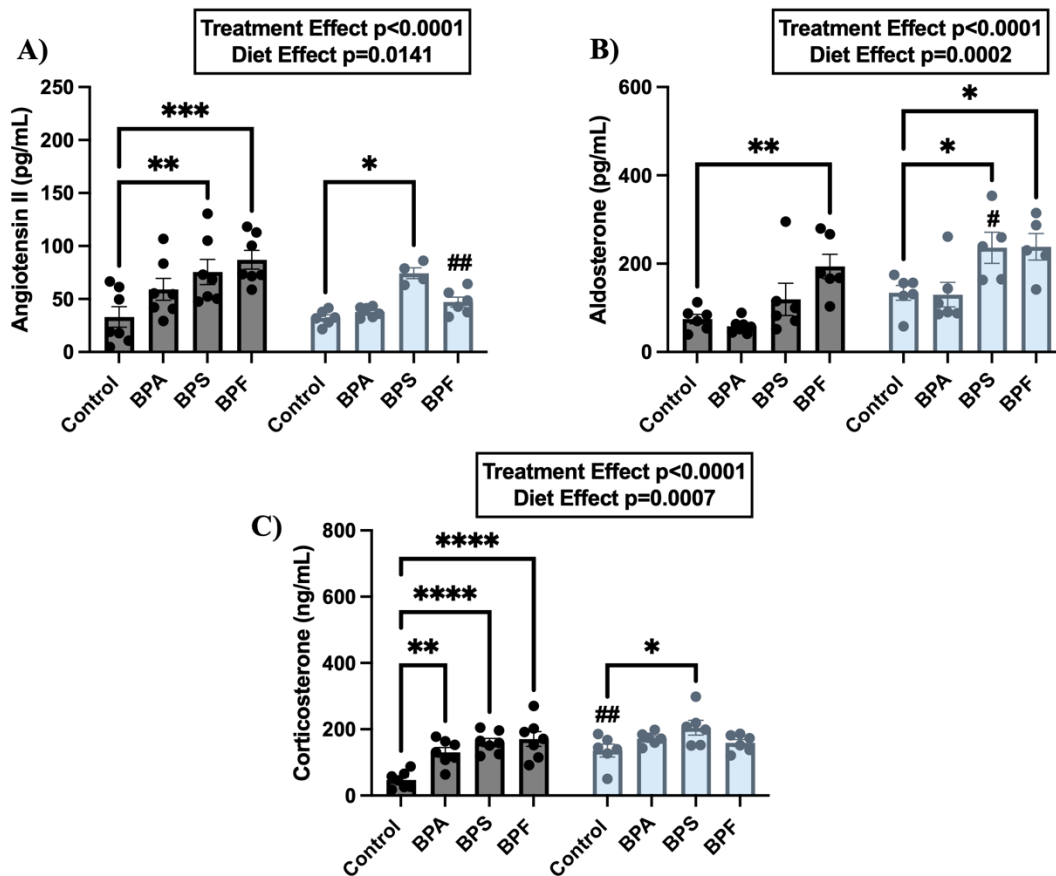 A)
Treatment Effect p<0.0001
Diet Effect p=0.0141
Angiotensin II (pg/mL)
250
200
150
100
50
0
***
**
*
##
Control
BPA
BPS
BPF
Control
BPA
BPS
BPF
B)
Treatment Effect p<0.0001
Diet Effect p=0.0002
Aldosterone (pg/mL)
600
400
200
0
**
*
*
#
Control
BPA
BPS
BPF
Control
BPA
BPS
BPF
C)
Treatment Effect p<0.0001
Diet Effect p=0.0007
Corticosterone (ng/mL)
800
600
400
200
0
****
****
**
*
##
Control
BPA
BPS
BPF
Control
BPA
BPS
BPF